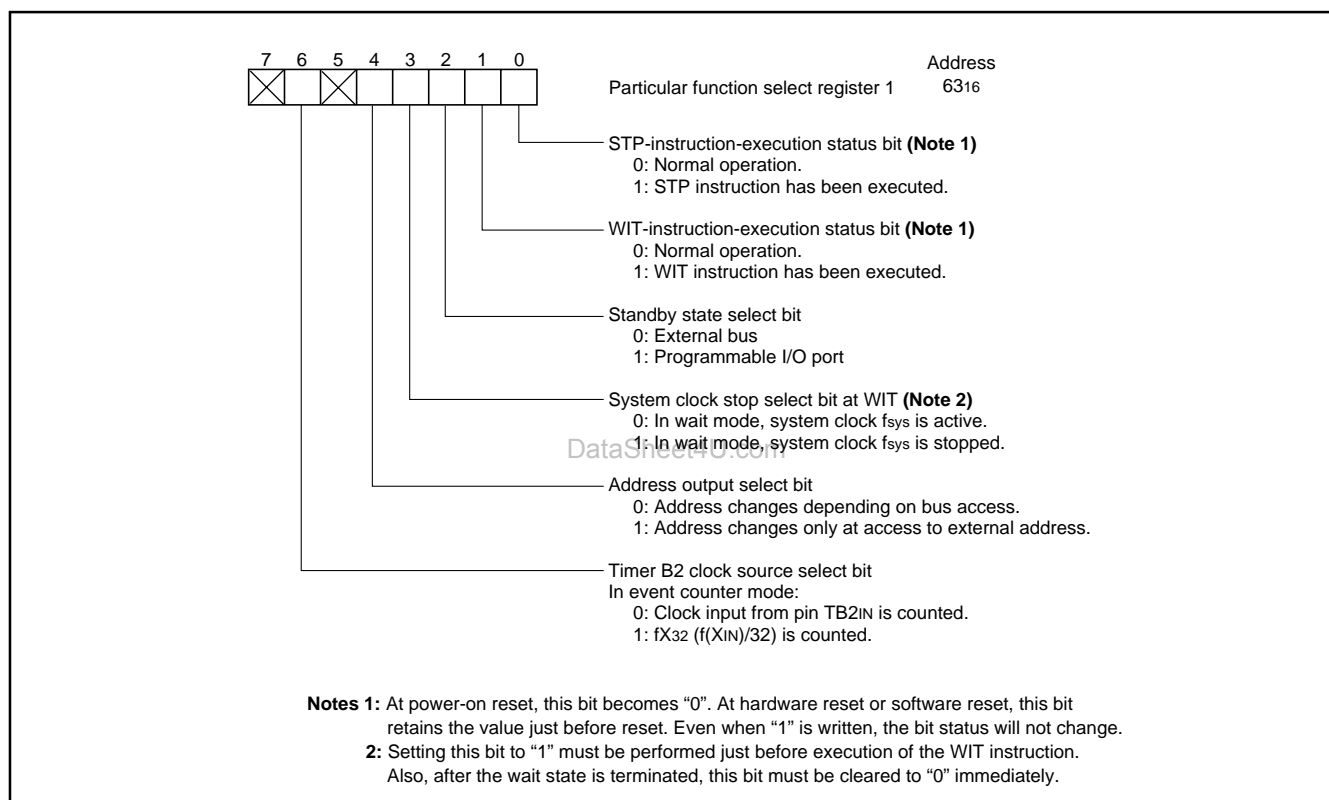 7 6 5 4 3 2 1 0
Address
Particular function select register 1 6316
STP-instruction-execution status bit (Note 1)
0: Normal operation.
1: STP instruction has been executed.
WIT-instruction-execution status bit (Note 1)
0: Normal operation.
1: WIT instruction has been executed.
Standby state select bit
0: External bus
1: Programmable I/O port
System clock stop select bit at WIT (Note 2)
0: In wait mode, system clock fsys is active.
1: In wait mode, system clock fsys is stopped.
DataSheet4U.com
Address output select bit
0: Address changes depending on bus access.
1: Address changes only at access to external address.
Timer B2 clock source select bit
In event counter mode:
0: Clock input from pin TB2IN is counted.
1: fX32 (f(XIN)/32) is counted.
Notes 1: At power-on reset, this bit becomes “0”. At hardware reset or software reset, this bit
retains the value just before reset. Even when “1” is written, the bit status will not change.
2: Setting this bit to “1” must be performed just before execution of the WIT instruction.
Also, after the wait state is terminated, this bit must be cleared to “0” immediately.